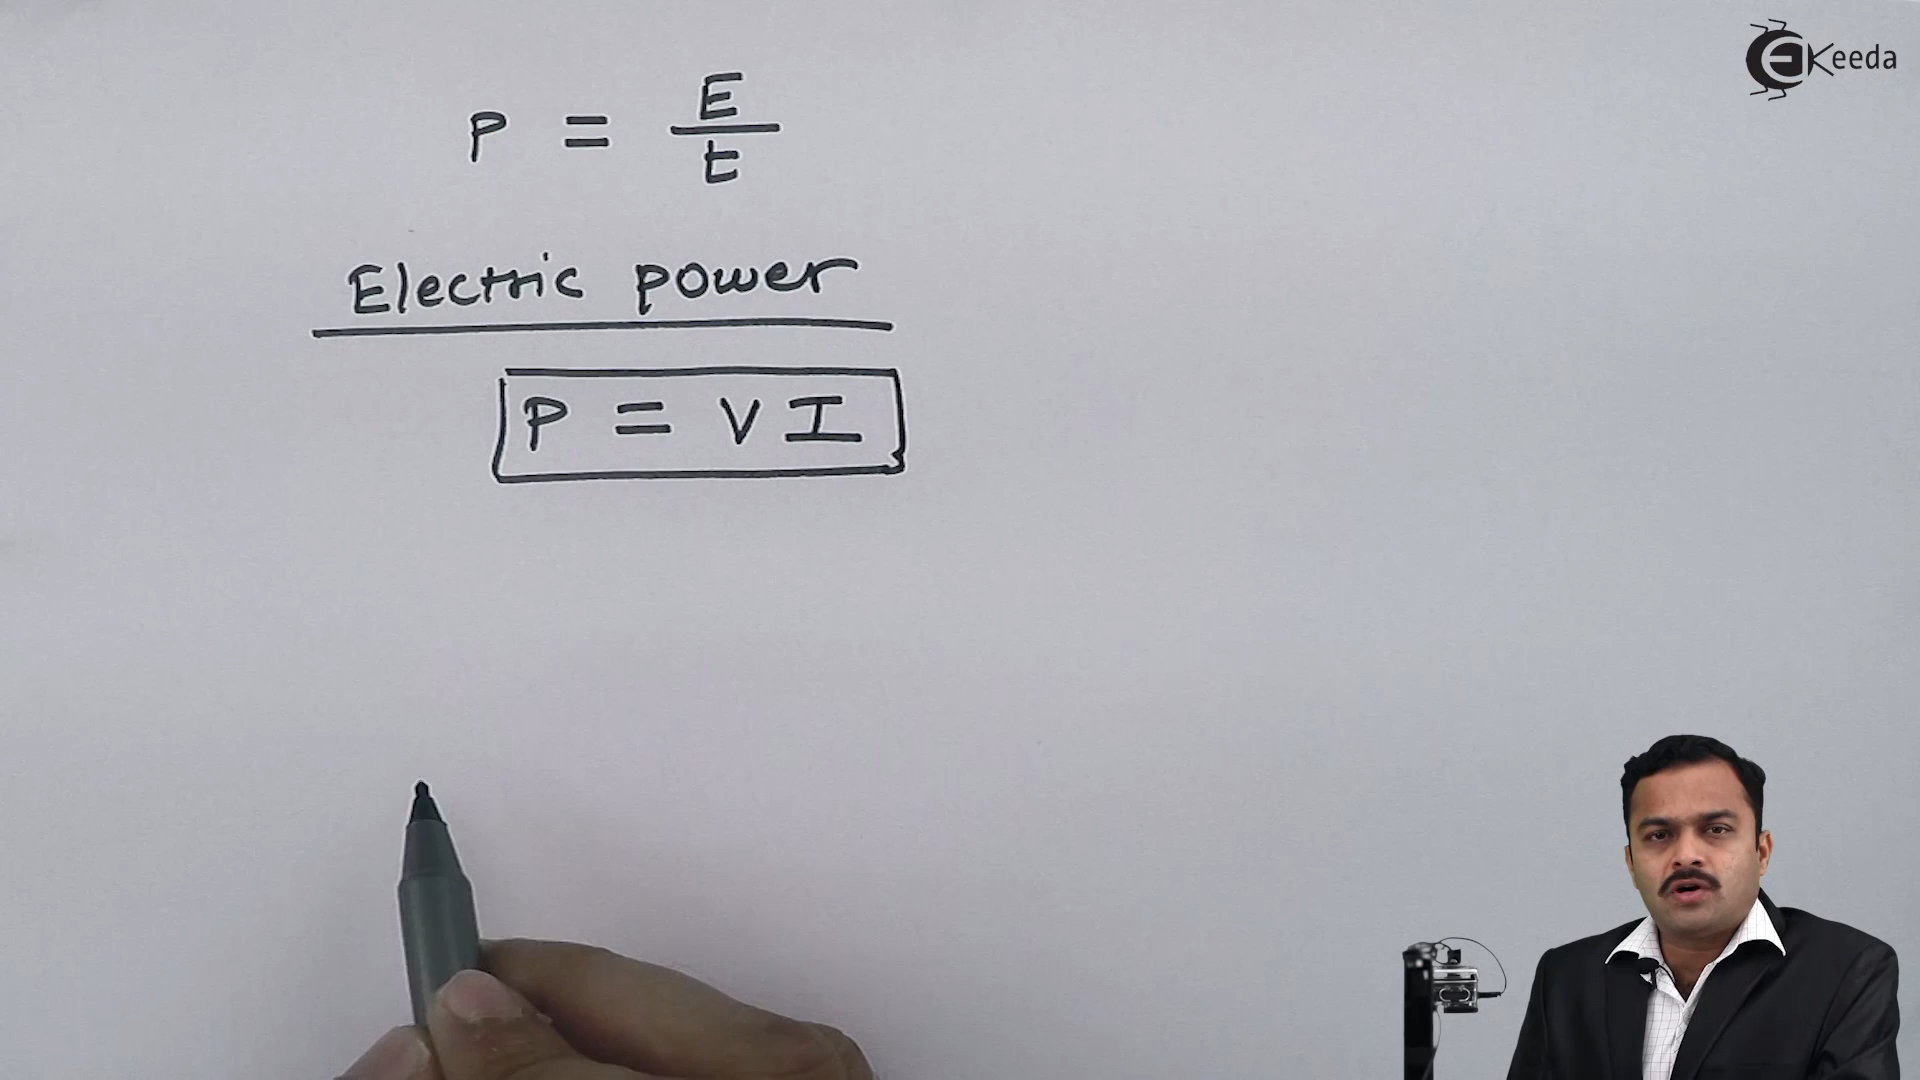 P = E/t
Electric power
P = VI
EKeeda